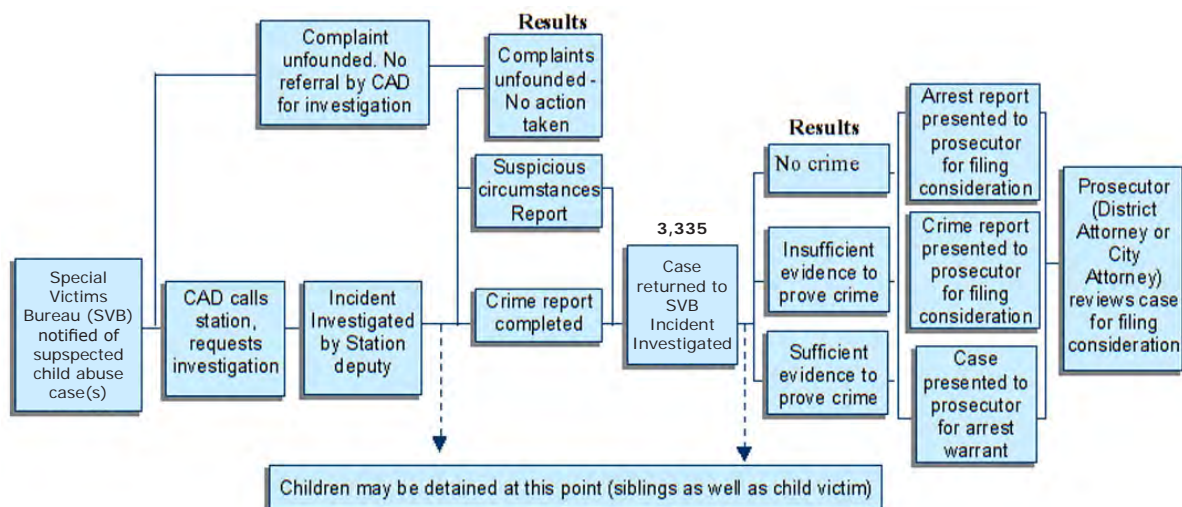 Complaint
unfounded. No
referral by CAD
for investigation
Results
Complaints
unfounded -
No action
taken
Suspicious
circumstances
Report
Special
Victims
Bureau (SVB)
notified of
supspected
child abuse
case(s)
CAD calls
station,
requests
investigation
Incident
Investigated
by Station
deputy
Crime report
completed
3,335
Case
returned to
SVB
Incident
Investigated
Results
No crime
Insufficient
evidence to
prove crime
Sufficient
evidence to
prove crime
Arrest report
presented to
prosecutor
for filing
consideration
Crime report
presented to
prosecutor
for filing
consideration
Case
presented to
prosecutor
for arrest
warrant
Prosecutor
(District
Attorney or
City
Attorney)
reviews case
for filing
consideration
Children may be detained at this point (siblings as well as child victim)